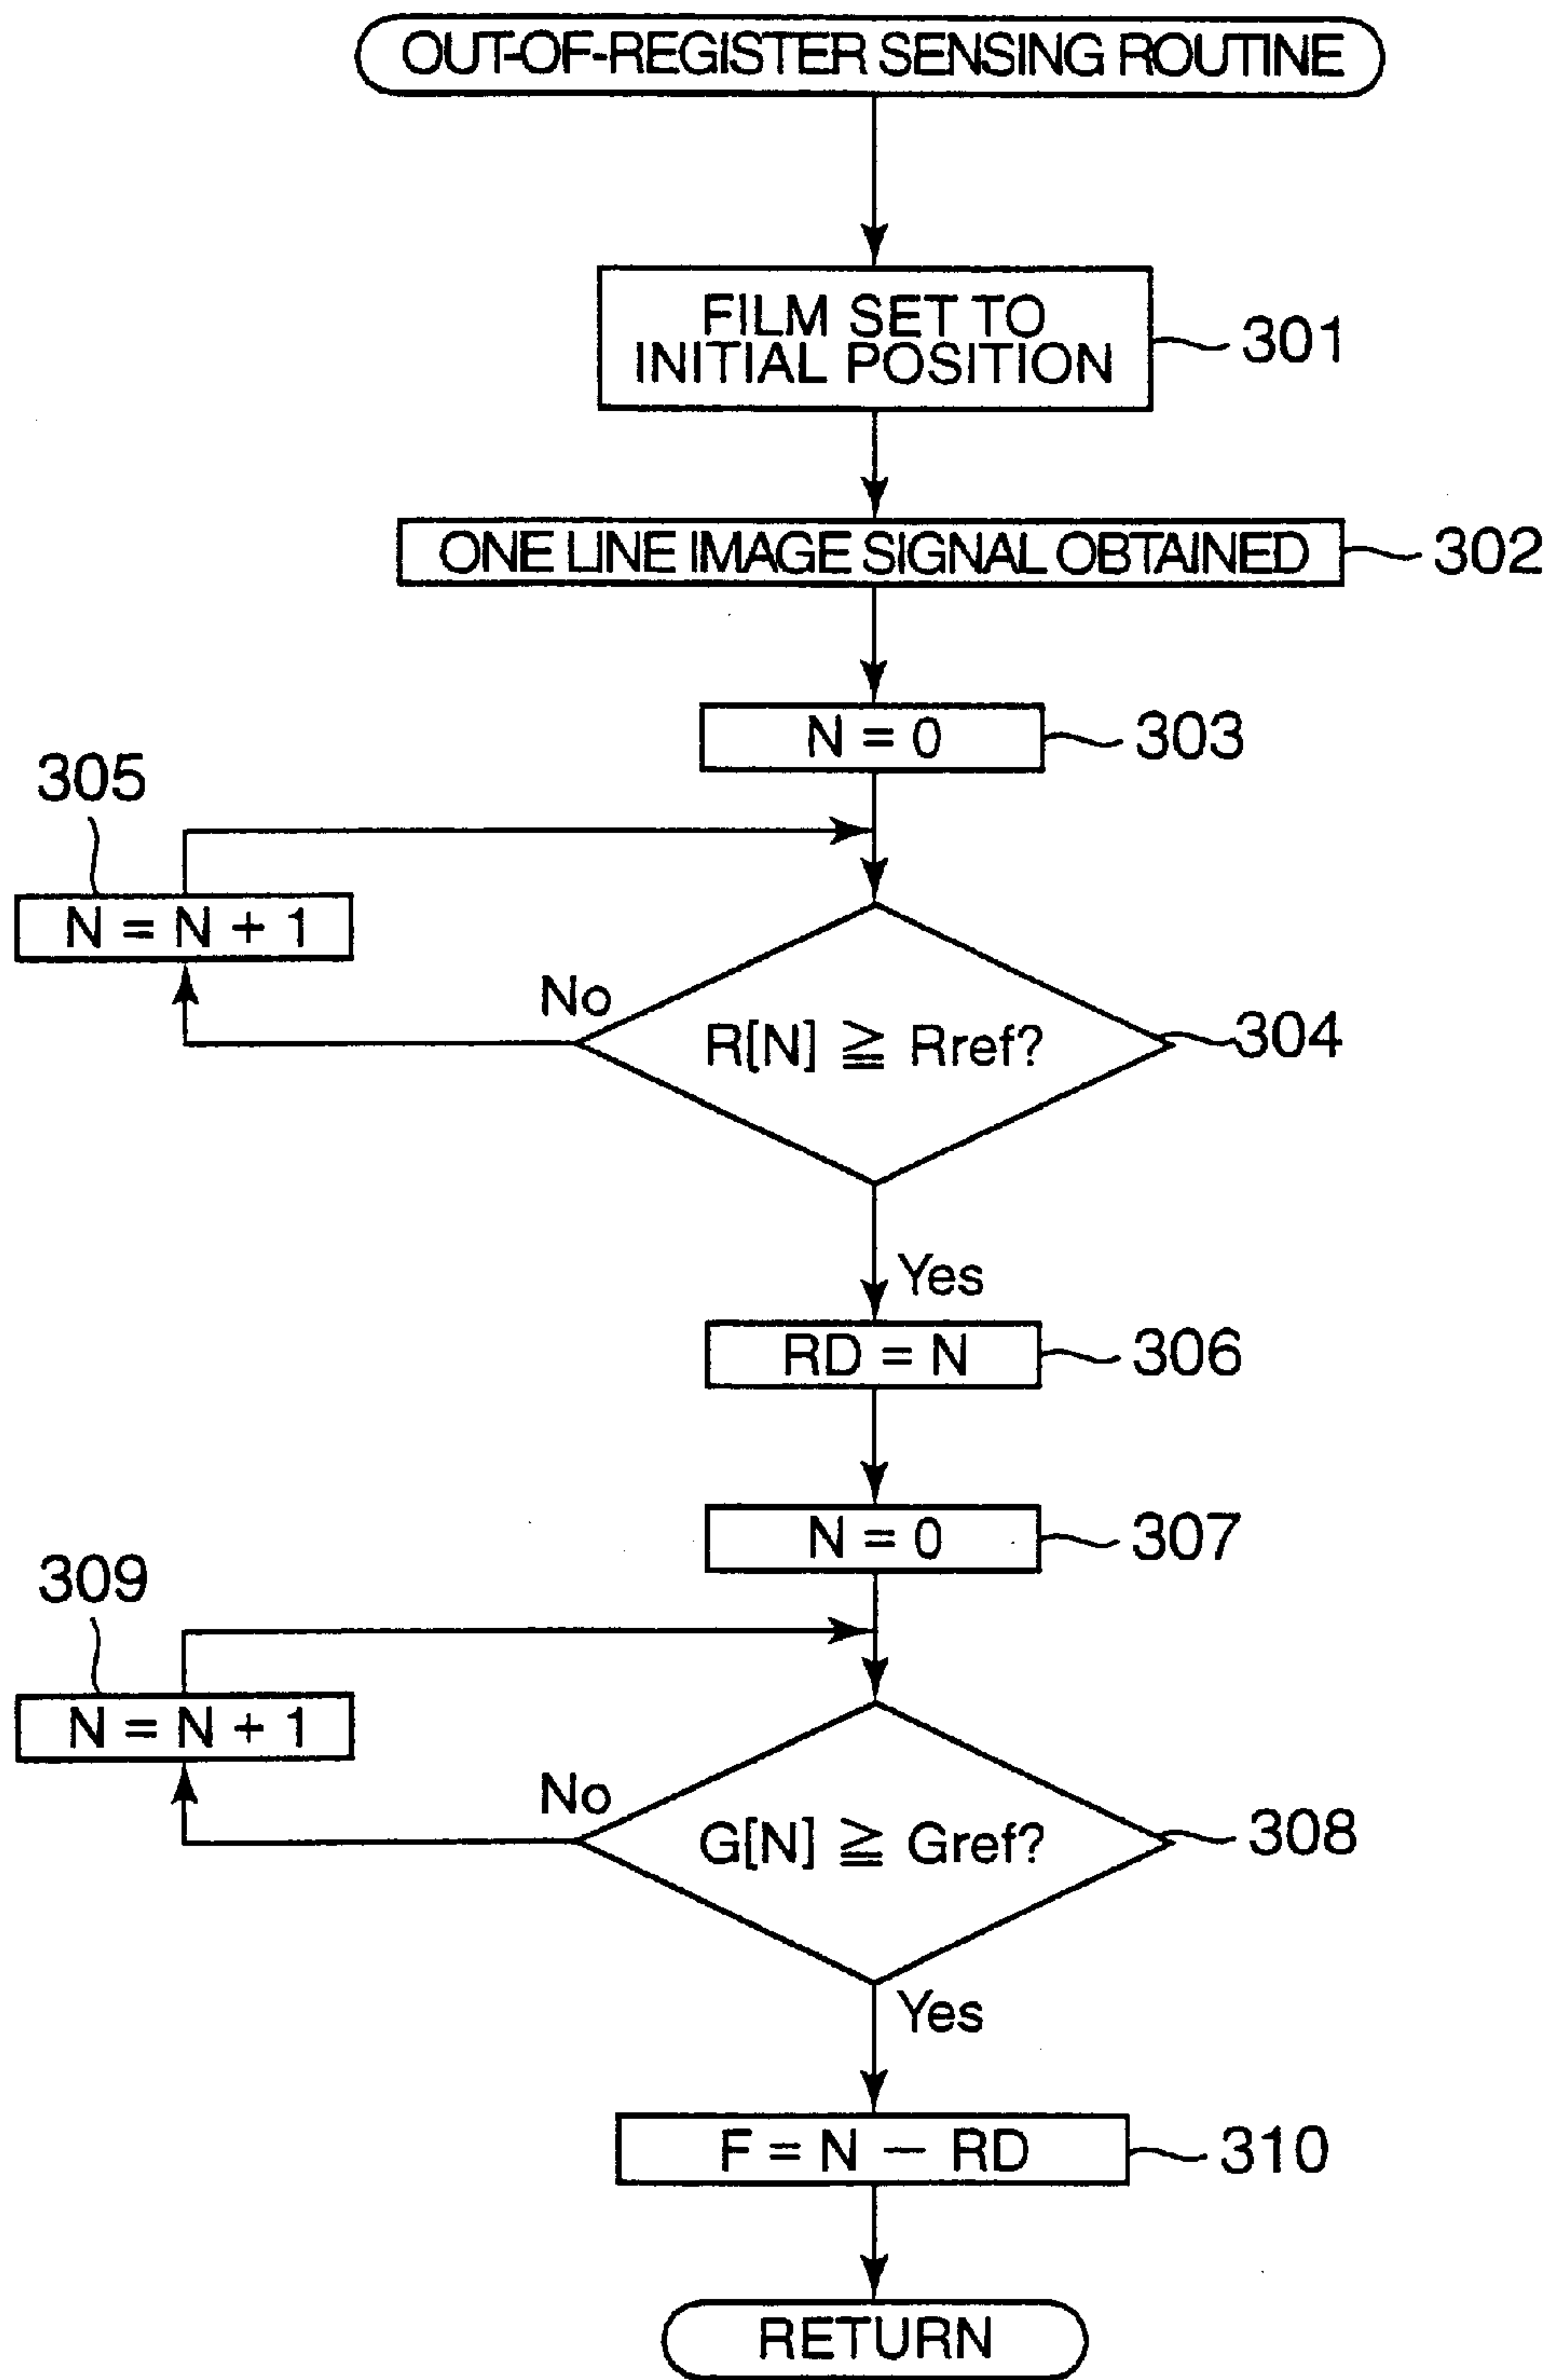 OUT-OF-REGISTER SENSING ROUTINE
FILM SET TO
INITIAL POSITION
301
ONE LINE IMAGE SIGNAL OBTAINED
302
N = 0
303
305
N = N + 1
No
R[N] ≧ Rref?
304
Yes
RD = N
306
N = 0
307
309
N = N + 1
No
G[N] ≧ Gref?
308
Yes
F = N − RD
310
RETURN